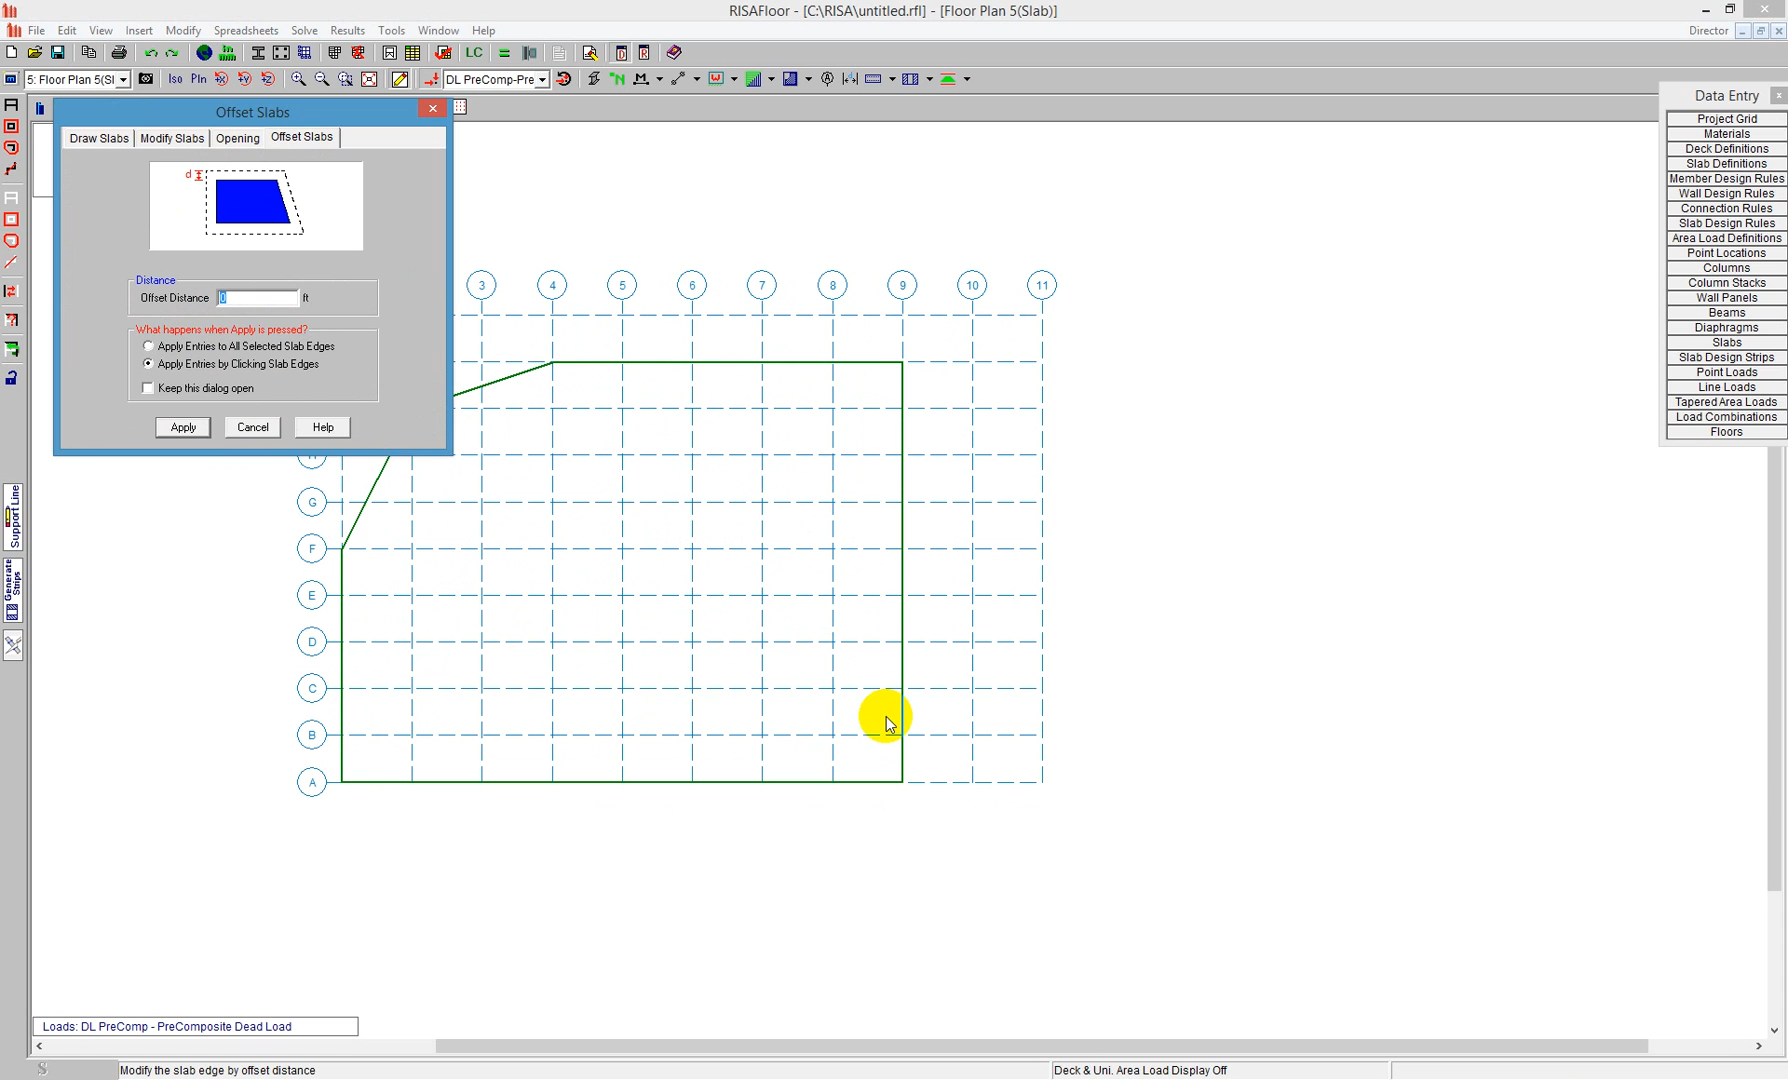 RISAFloor - [C:\RISA\untitled.rfl] - [Floor Plan 5(Slab)]
File Edit View Insert Modify Spreadsheets Solve Results Tools Window Help
Director
LC
5: Floor Plan 5(Sl
Iso Pln X Y Z
DL PreComp-Pre
Data Entry
Project Grid
Materials
Deck Definitions
Slab Definitions
Member Design Rules
Wall Design Rules
Connection Rules
Slab Design Rules
Area Load Definitions
Point Locations
Columns
Column Stacks
Wall Panels
Beams
Diaphragms
Slabs
Slab Design Strips
Point Loads
Line Loads
Tapered Area Loads
Load Combinations
Floors
Offset Slabs
Draw Slabs Modify Slabs Opening Offset Slabs
d
Distance
Offset Distance 0 ft
What happens when Apply is pressed?
Apply Entries to All Selected Slab Edges
Apply Entries by Clicking Slab Edges
Keep this dialog open
Apply Cancel Help
3 4 5 6 7 8 9 10 11
H
G
F
E
D
C
B
A
Support Line
Generate Strips
Loads: DL PreComp - PreComposite Dead Load
S
Modify the slab edge by offset distance
Deck & Uni. Area Load Display Off